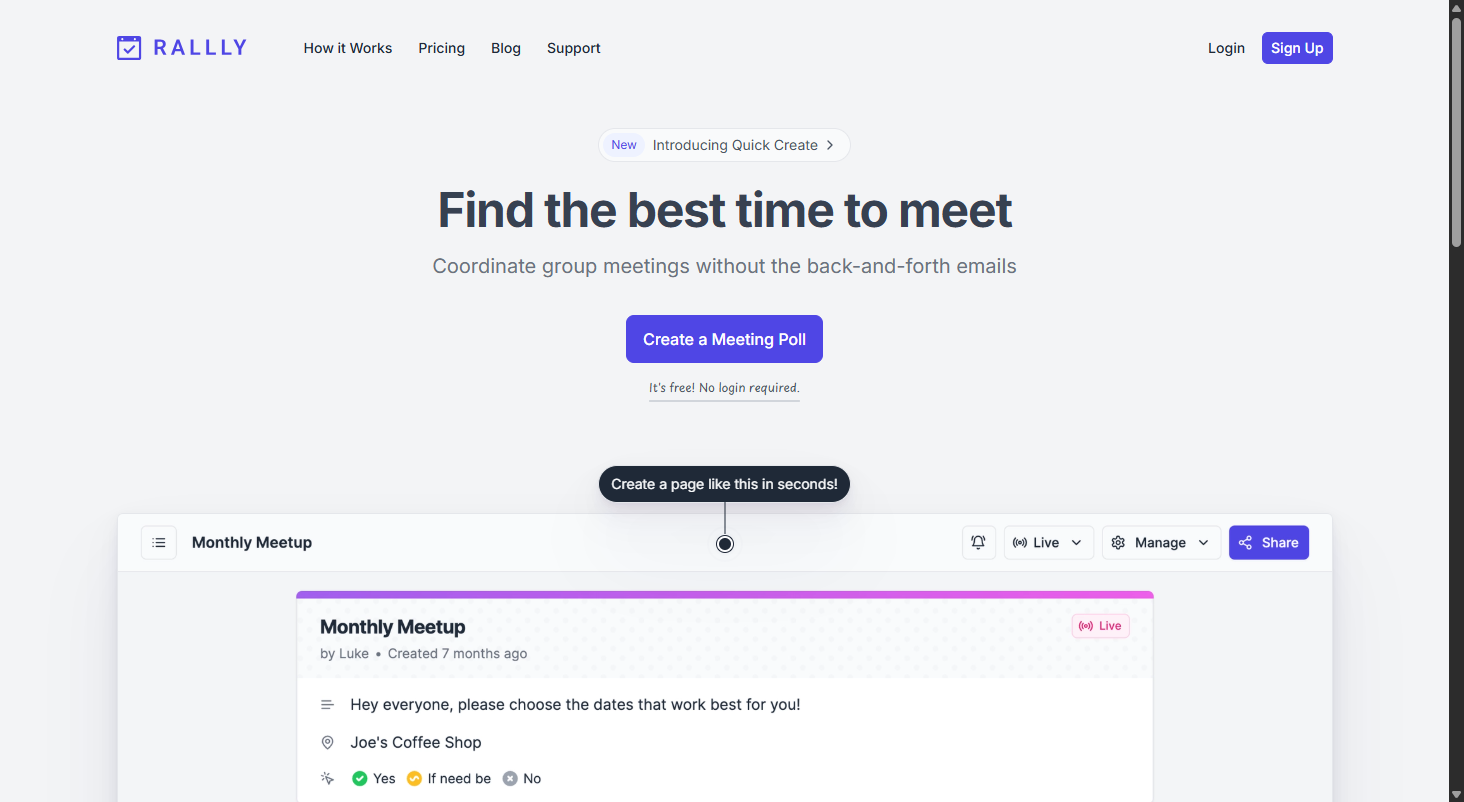 RALLLY How it Works Pricing Blog Support Login Sign Up
New Introducing Quick Create
Find the best time to meet
Coordinate group meetings without the back-and-forth emails
Create a Meeting Poll
It's free! No login required.
Create a page like this in seconds!
Monthly Meetup Live Manage Share
Monthly Meetup Live
by Luke • Created 7 months ago
Hey everyone, please choose the dates that work best for you!
Joe's Coffee Shop
Yes If need be No